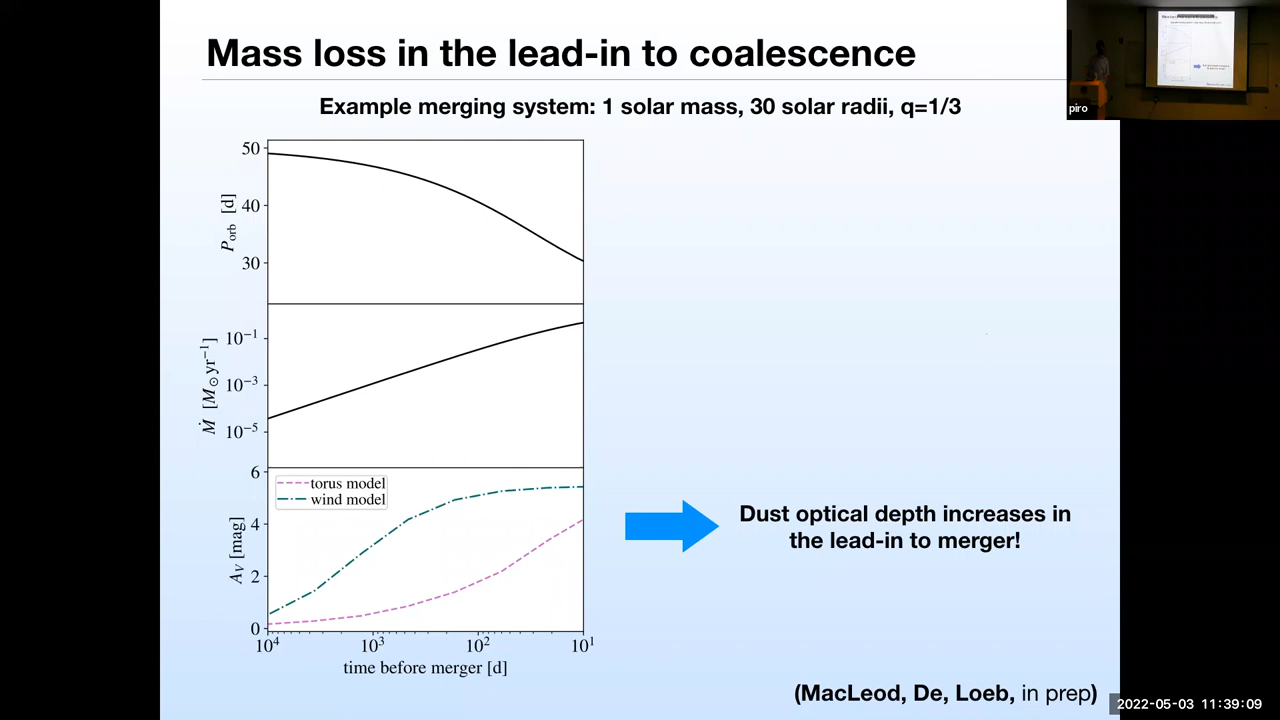 Mass loss in the lead-in to coalescence
Example merging system: 1 solar mass, 30 solar radii, q=1/3
piro
50
40
30
P_orb [d]
10⁻¹
10⁻³
10⁻⁵
Ṁ [M⊙yr⁻¹]
6
4
2
0
A_V [mag]
torus model
wind model
10⁴ 10³ 10² 10¹
time before merger [d]
Dust optical depth increases in
the lead-in to merger!
(MacLeod, De, Loeb, in prep)
2022-05-03 11:39:09